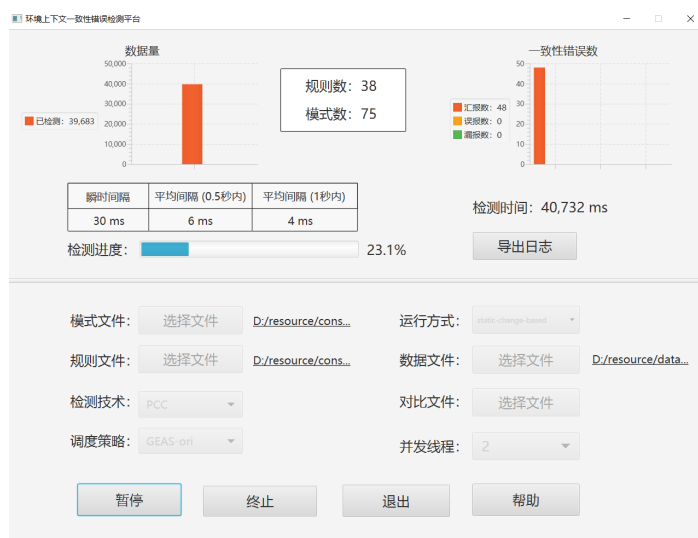 环境上下文一致性错误检测平台
数据量
50,000
40,000
30,000
20,000
10,000
0
已检测: 39,683
规则数: 38
模式数: 75
一致性错误数
50
40
30
20
10
0
汇报数: 48
误报数: 0
漏报数: 0
瞬时间隔 平均间隔 (0.5秒内) 平均间隔 (1秒内)
30 ms 6 ms 4 ms
检测时间: 40,732 ms
检测进度: 23.1%
导出日志
模式文件: 选择文件 D:/resource/cons... 运行方式: static-change-based
规则文件: 选择文件 D:/resource/cons... 数据文件: 选择文件 D:/resource/data...
检测技术: PCC 对比文件: 选择文件
调度策略: GEAS-ori 并发线程: 2
暂停 终止 退出 帮助